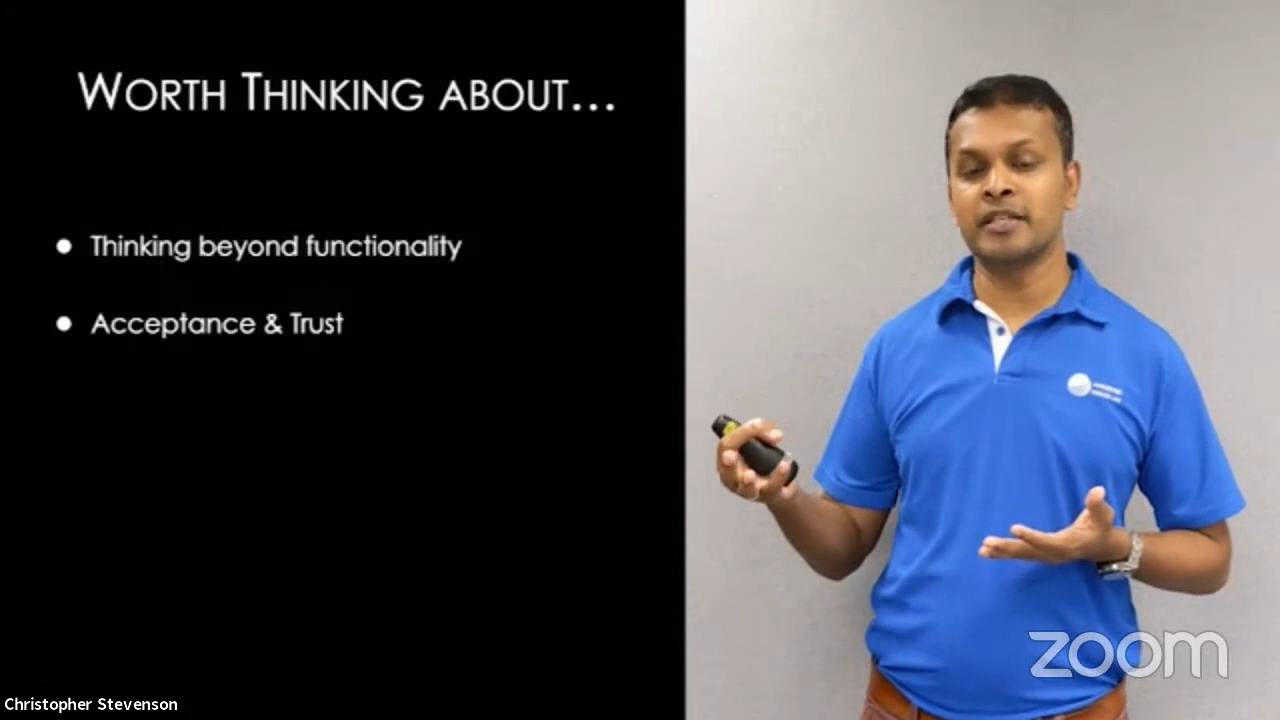 WORTH THINKING ABOUT...
● Thinking beyond functionality
● Acceptance & Trust
zoom
Christopher Stevenson